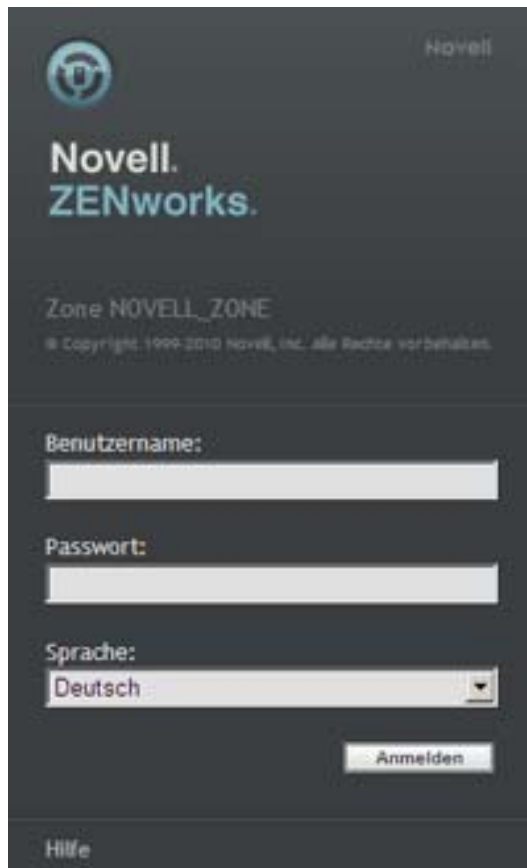 Novell
Novell.
ZENworks.
Zone NOVELL_ZONE
© Copyright 1999-2010 Novell, Inc. Alle Rechte vorbehalten.
Benutzername:
Passwort:
Sprache:
Deutsch
Anmelden
Hilfe